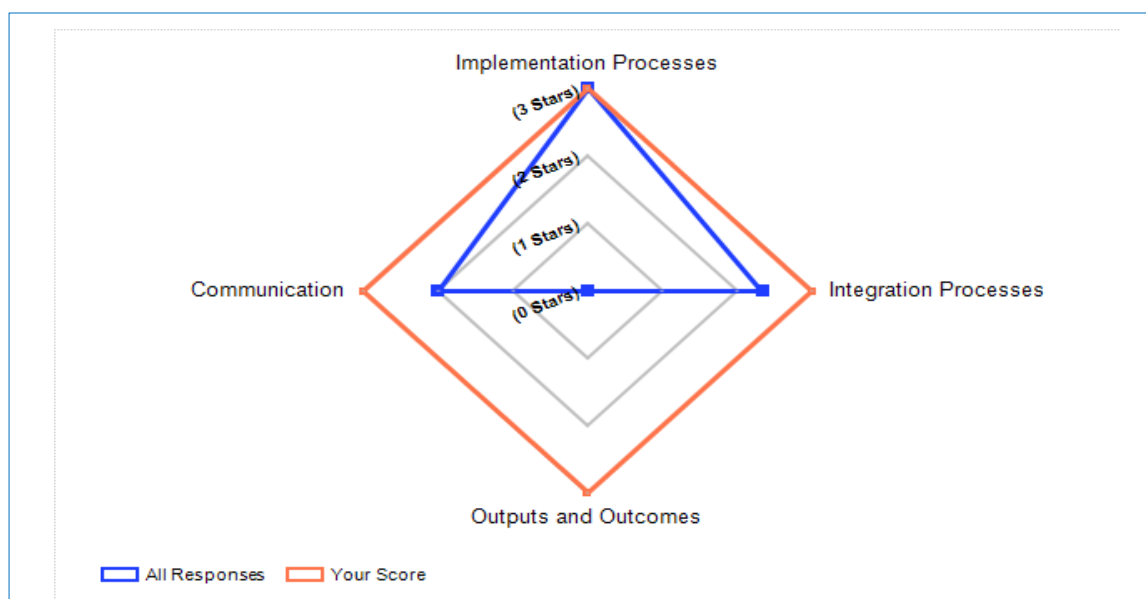 Implementation Processes
(3 Stars)
(2 Stars)
(1 Stars)
Communication
(0 Stars)
Integration Processes
Outputs and Outcomes
All Responses
Your Score